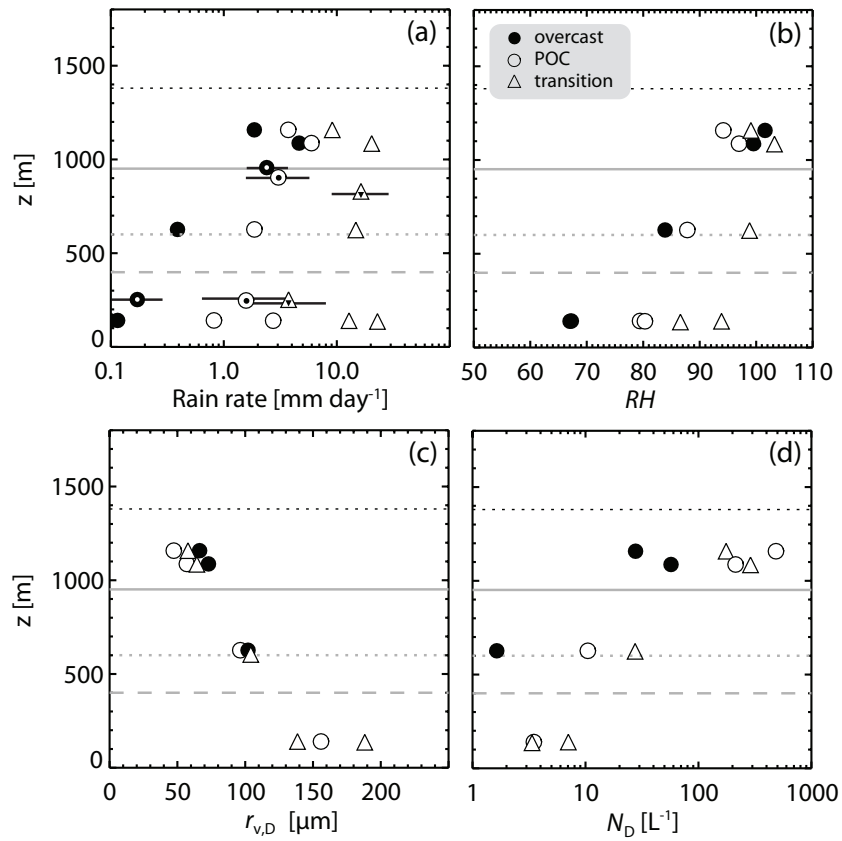 (a)
(b)
overcast
POC
transition
1500
1000
500
0
z [m]
0.1
1.0
10.0
Rain rate [mm day⁻¹]
50
60
70
80
90
100
110
RH
(c)
(d)
1500
1000
500
0
z [m]
0
50
100
150
200
r_v,D [µm]
1
10
100
1000
N_D [L⁻¹]